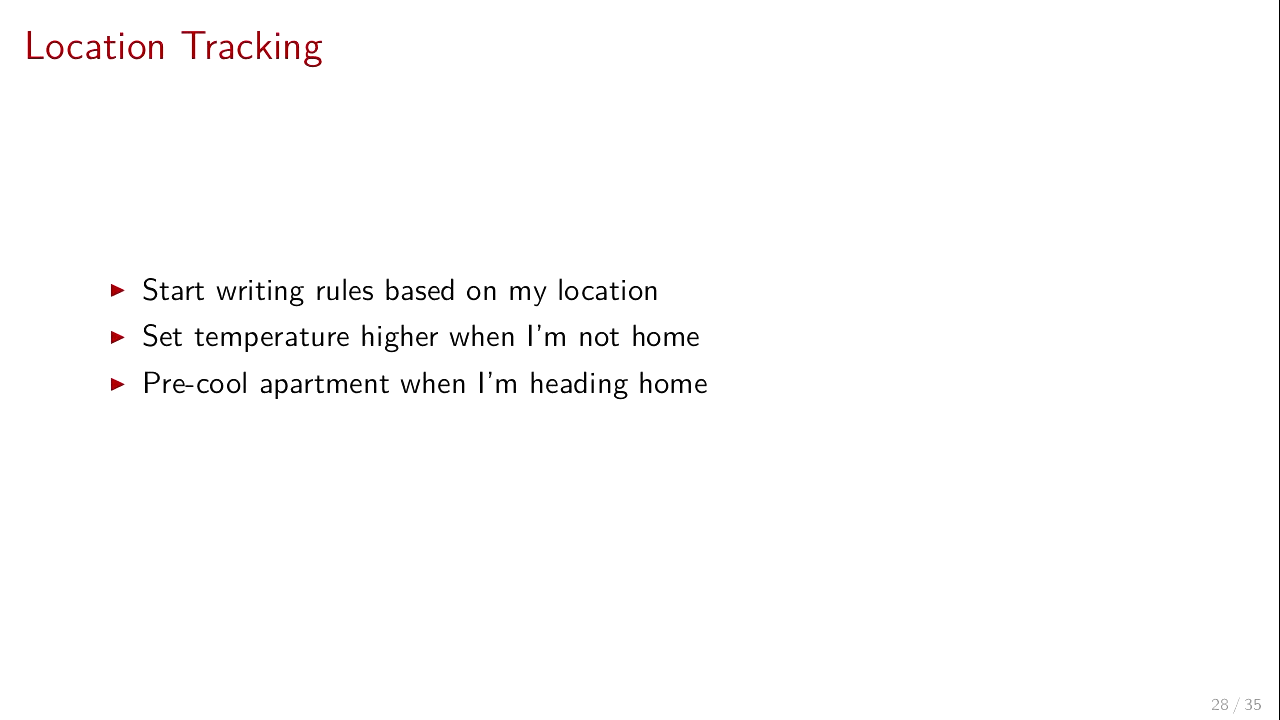 Location Tracking
▶ Start writing rules based on my location
▶ Set temperature higher when I'm not home
▶ Pre-cool apartment when I'm heading home
28 / 35